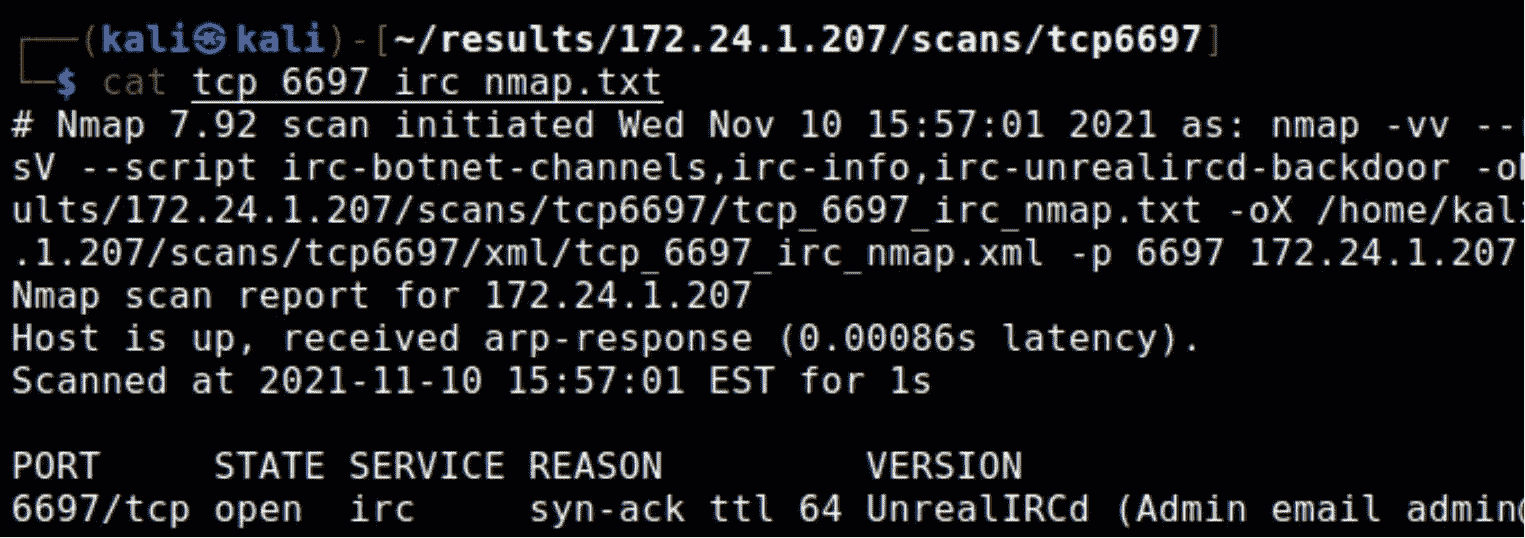 (kali㉿kali)-[~/results/172.24.1.207/scans/tcp6697]
$ cat tcp_6697_irc_nmap.txt
# Nmap 7.92 scan initiated Wed Nov 10 15:57:01 2021 as: nmap -vv --
sV --script irc-botnet-channels,irc-info,irc-unrealircd-backdoor
ults/172.24.1.207/scans/tcp6697/tcp_6697_irc_nmap.txt -oX /home/kali
.1.207/scans/tcp6697/xml/tcp_6697_irc_nmap.xml -p 6697 172.24.1.207
Nmap scan report for 172.24.1.207
Host is up, received arp-response (0.00086s latency).
Scanned at 2021-11-10 15:57:01 EST for 1s
PORT STATE SERVICE REASON VERSION
6697/tcp open irc syn-ack ttl 64 UnrealIRCd (Admin email admin@